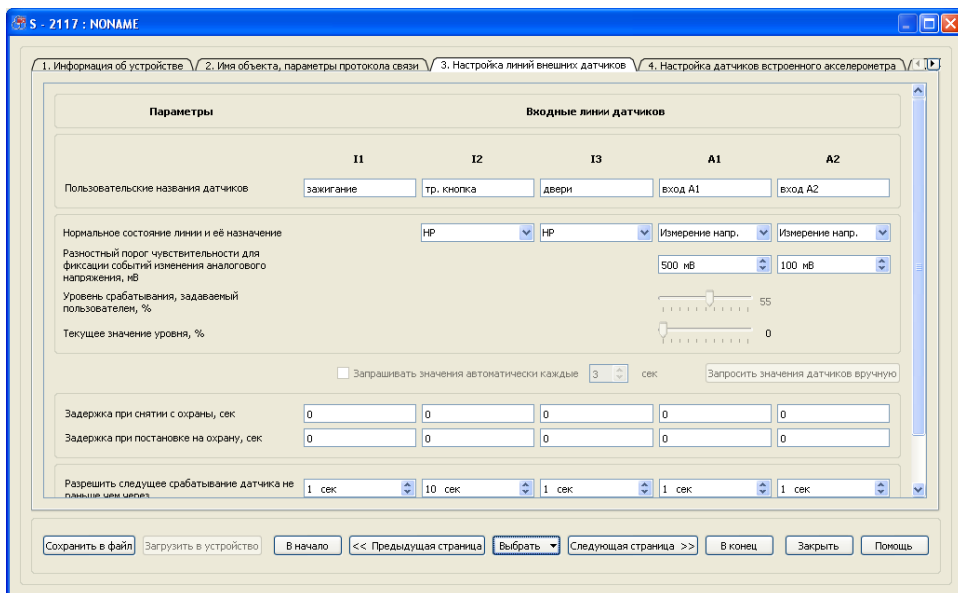 S - 2117 : NONAME
1. Информация об устройстве
2. Имя объекта, параметры протокола связи
3. Настройка линий внешних датчиков
4. Настройка датчиков встроенного акселерометра
Параметры
Входные линии датчиков
I1 I2 I3 A1 A2
Пользовательские названия датчиков зажигание тр. кнопка двери вход А1 вход А2
Нормальное состояние линии и её назначение НР НР Измерение напр. Измерение напр.
Разностный порог чувствительности для
фиксации событий изменения аналогового
напряжения, мВ
500 мВ 100 мВ
Уровень срабатывания, задаваемый
пользователем, %
55
Текущее значение уровня, % 0
Запрашивать значения автоматически каждые 3 сек Запросить значения датчиков вручную
Задержка при снятии с охраны, сек 0 0 0 0 0
Задержка при постановке на охрану, сек 0 0 0 0 0
Разрешить следущее срабатывание датчика не
раньше чем через
1 сек 10 сек 1 сек 1 сек 1 сек
Сохранить в файл Загрузить в устройство В начало << Предыдущая страница Выбрать Следующая страница >> В конец Закрыть Помощь